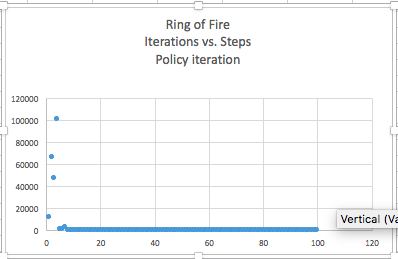 Ring of Fire
Iterations vs. Steps
Policy iteration
120000
100000
80000
60000
40000
20000
0
0 20 40 60 80 100 120
Vertical (Va